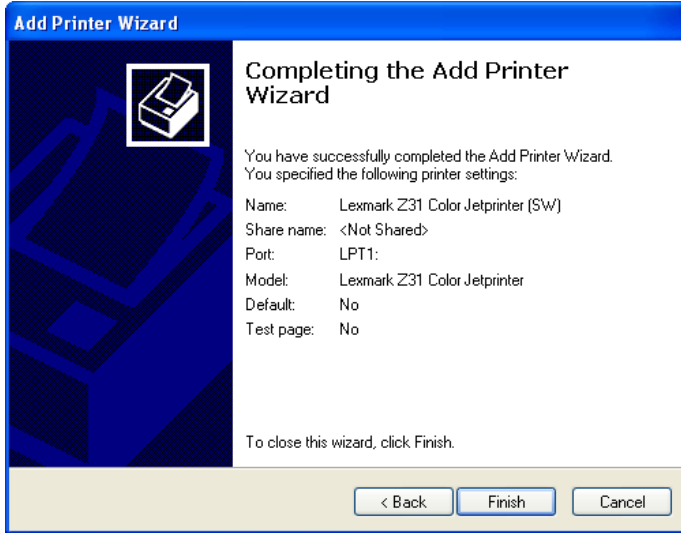 Add Printer Wizard
Completing the Add Printer
Wizard
You have successfully completed the Add Printer Wizard.
You specified the following printer settings:
Name: Lexmark Z31 Color Jetprinter (SW)
Share name: <Not Shared>
Port: LPT1:
Model: Lexmark Z31 Color Jetprinter
Default: No
Test page: No
To close this wizard, click Finish.
< Back Finish Cancel